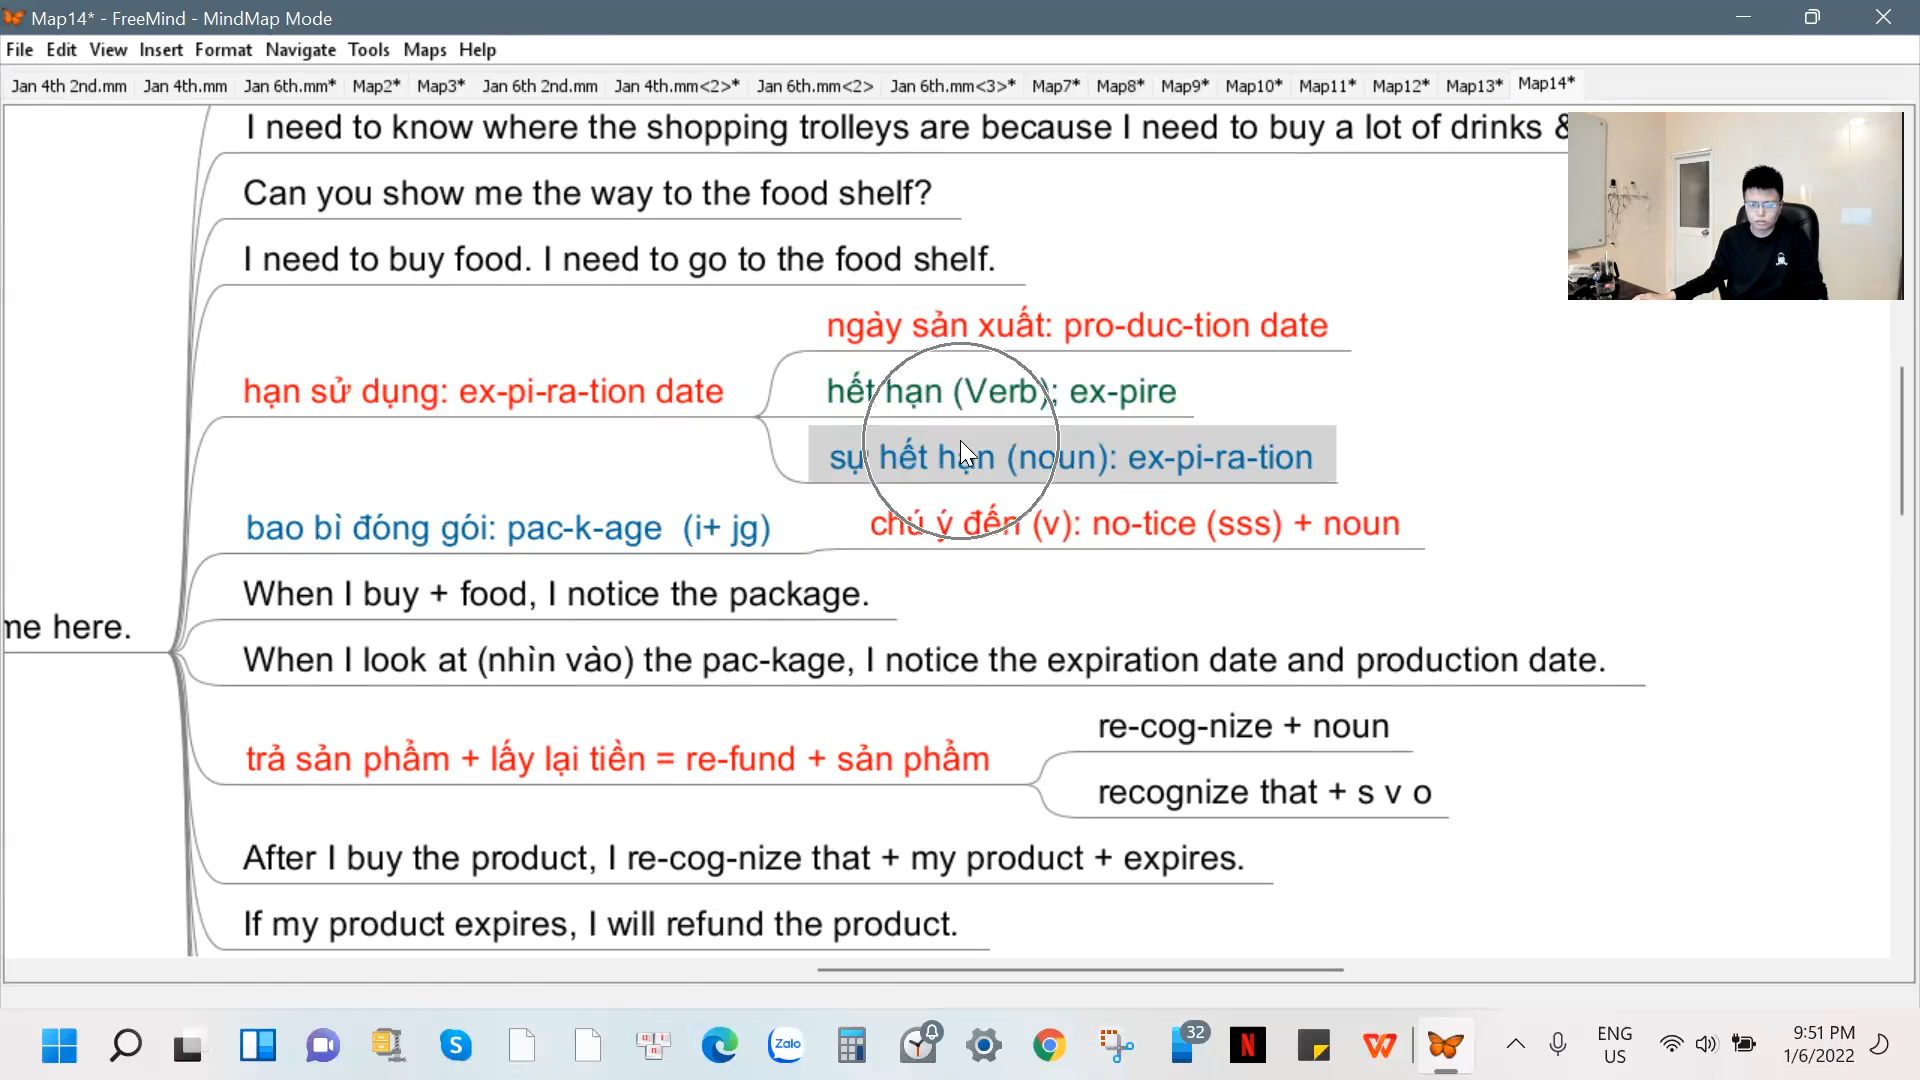 Map14* - FreeMind - MindMap Mode
File Edit View Insert Format Navigate Tools Maps Help
Jan 4th 2nd.mm Jan 4th.mm Jan 6th.mm* Map2* Map3* Jan 6th 2nd.mm Jan 4th.mm<2>* Jan 6th.mm<2> Jan 6th.mm<3>* Map7* Map8* Map9* Map10* Map11* Map12* Map13* Map14*
I need to know where the shopping trolleys are because I need to buy a lot of drinks &
Can you show me the way to the food shelf?
I need to buy food. I need to go to the food shelf.
ngày sản xuất: pro-duc-tion date
hạn sử dụng: ex-pi-ra-tion date
hết hạn (Verb); ex-pire
sự hết hạn (noun): ex-pi-ra-tion
bao bì đóng gói: pac-k-age (i+ jg)
chú ý đến (v): no-tice (sss) + noun
When I buy + food, I notice the package.
me here.
When I look at (nhìn vào) the pac-kage, I notice the expiration date and production date.
re-cog-nize + noun
trả sản phẩm + lấy lại tiền = re-fund + sản phẩm
recognize that + s v o
After I buy the product, I re-cog-nize that + my product + expires.
If my product expires, I will refund the product.
Zalo
32
N
ENG
US
9:51 PM
1/6/2022